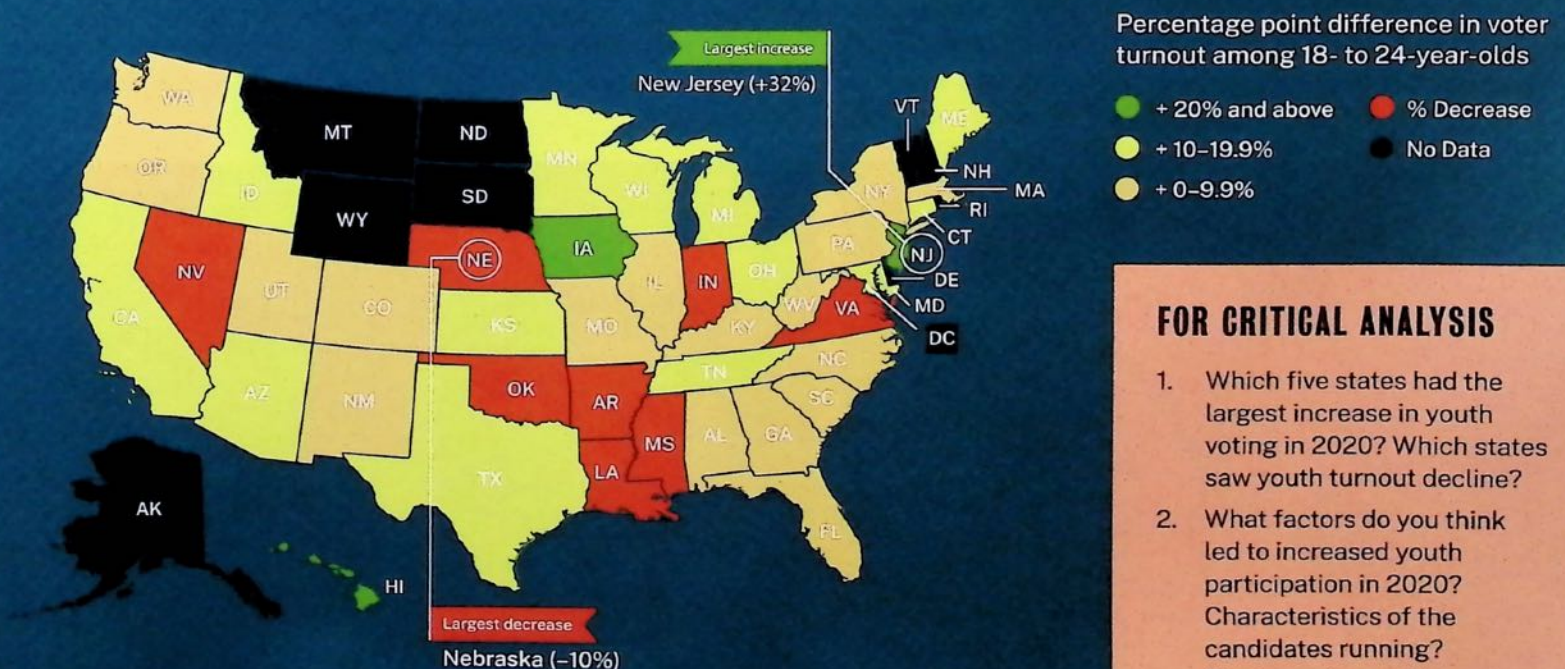 Largest increase
New Jersey (+32%)
Percentage point difference in voter
turnout among 18- to 24-year-olds
+ 20% and above
% Decrease
+ 10–19.9%
No Data
+ 0–9.9%
WA
MT
ND
MN
VT
ME
OR
ID
SD
WI
MI
NY
NH
MA
RI
WY
CT
NV
NE
IA
PA
NJ
UT
CO
IL
IN
OH
DE
CA
KS
MO
WV
VA
MD
KY
DC
AZ
NM
OK
AR
TN
NC
SC
TX
LA
MS
AL
GA
FL
AK
HI
Largest decrease
Nebraska (–10%)
FOR CRITICAL ANALYSIS
1. Which five states had the
largest increase in youth
voting in 2020? Which states
saw youth turnout decline?
2. What factors do you think
led to increased youth
participation in 2020?
Characteristics of the
candidates running?